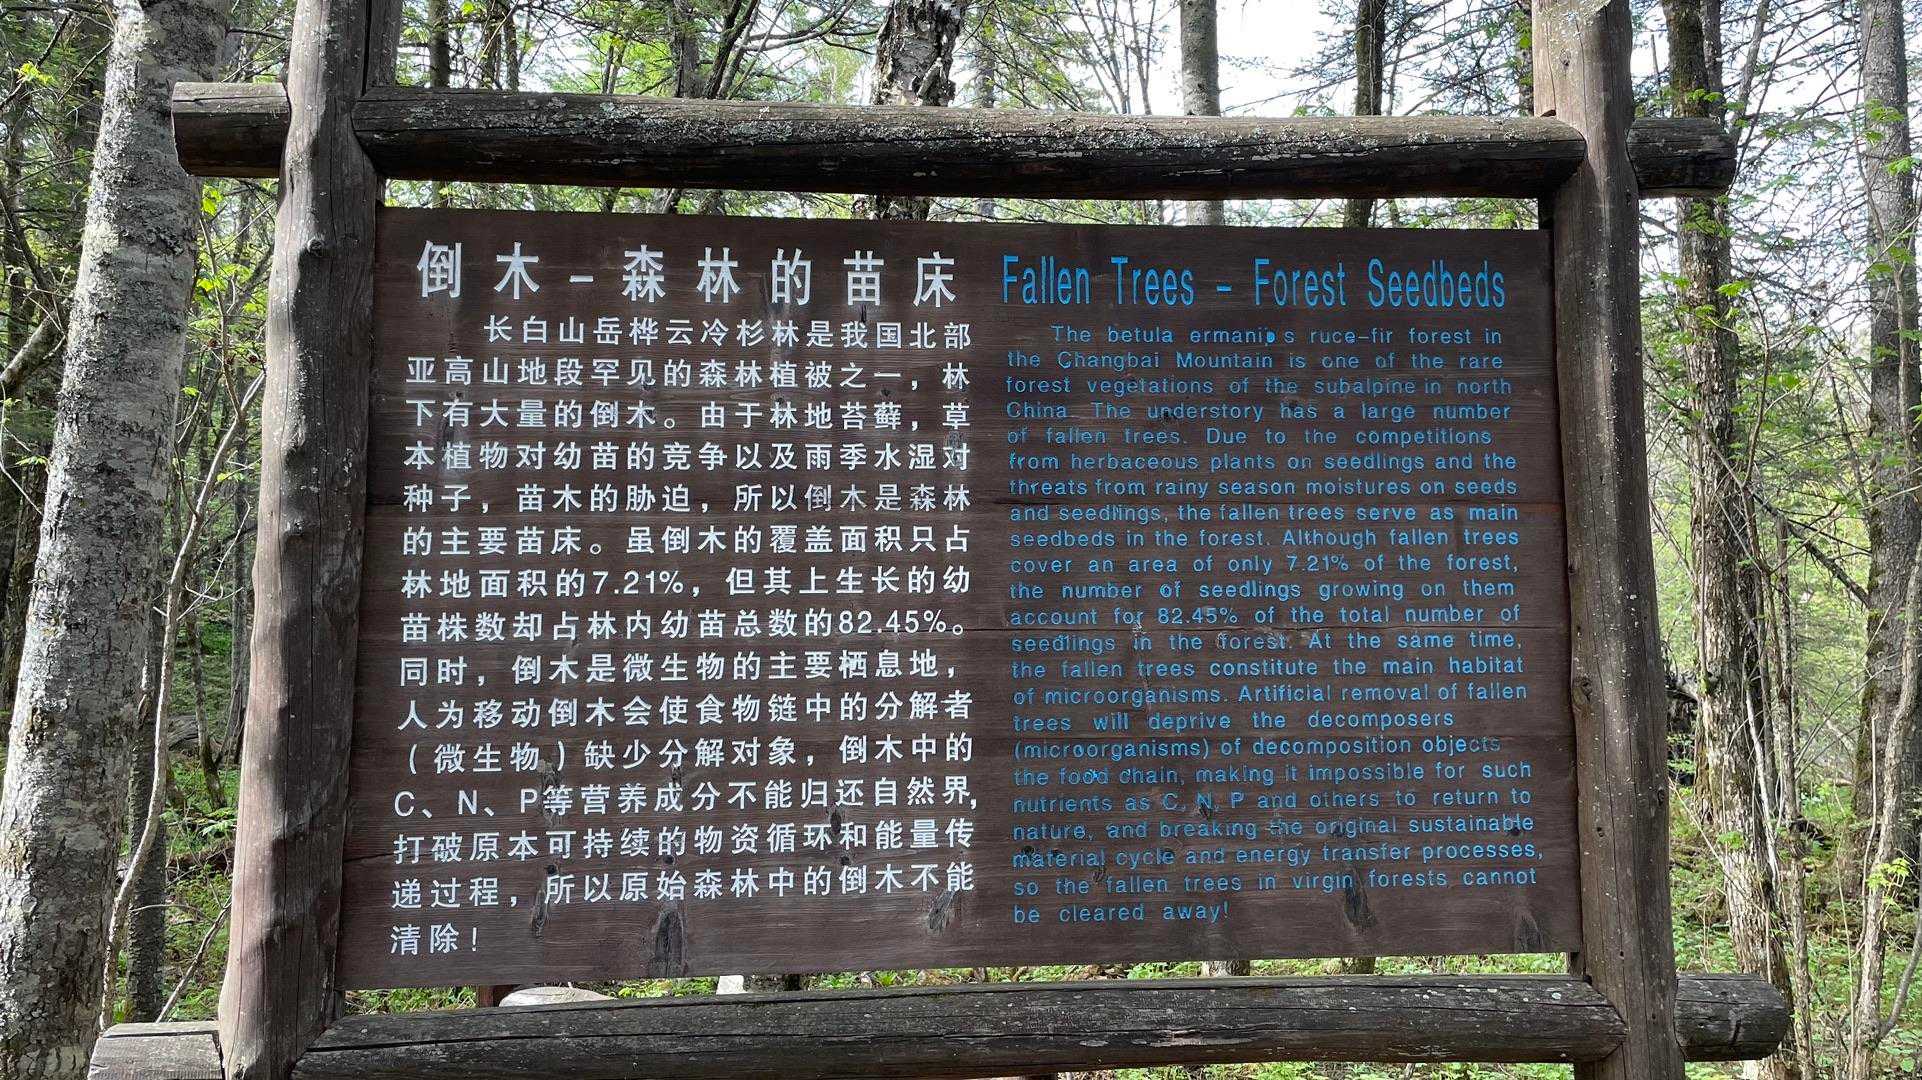 倒木-森林的苗床
长白山岳桦云冷杉林是我国北部
亚高山地段罕见的森林植被之一，林
下有大量的倒木。由于林地苔藓，草
本植物对幼苗的竞争以及雨季水湿对
种子，苗木的胁迫，所以倒木是森林
的主要苗床。虽倒木的覆盖面积只占
林地面积的7.21%，但其上生长的幼
苗株数却占林内幼苗总数的82.45%。
同时，倒木是微生物的主要栖息地，
人为移动倒木会使食物链中的分解者
（微生物）缺少分解对象，倒木中的
C、N、P等营养成分不能归还自然界，
打破原本可持续的物资循环和能量传
递过程，所以原始森林中的倒木不能
清除！
Fallen Trees - Forest Seedbeds
The betula ermanip s ruce-fir forest in
the Changbai Mountain is one of the rare
forest vegetations of the subalpine in north
China. The understory has a large number
of fallen trees. Due to the competitions
from herbaceous plants on seedlings and the
threats from rainy season moistures on seeds
and seedlings, the fallen trees serve as main
seedbeds in the forest. Although fallen trees
cover an area of only 7.21% of the forest,
the number of seedlings growing on them
account for 82.45% of the total number of
seedlings in the forest. At the same time,
the fallen trees constitute the main habitat
of microorganisms. Artificial removal of fallen
trees will deprive the decomposers
(microorganisms) of decomposition objects
the food chain, making it impossible for such
nutrients as C, N, P and others to return to
nature, and breaking the original sustainable
material cycle and energy transfer processes,
so the fallen trees in virgin forests cannot
be cleared away!